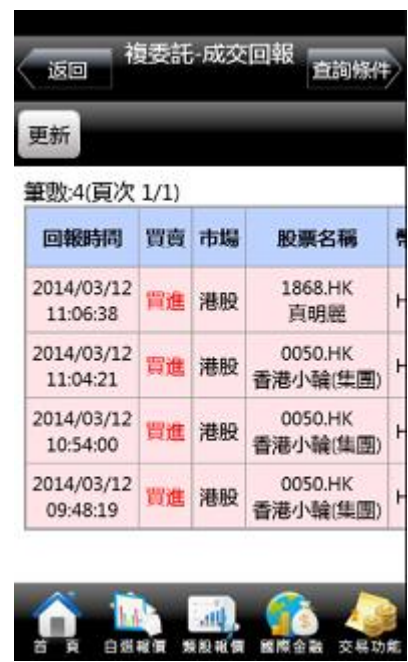 返回
複委託-成交回報
查詢條件
更新
筆數:4(頁次 1/1)
回報時間 買賣 市場 股票名稱
2014/03/12 買進 港股 1868.HK
11:06:38 真明麗
2014/03/12 買進 港股 0050.HK
11:04:21 香港小輪(集團)
2014/03/12 買進 港股 0050.HK
10:54:00 香港小輪(集團)
2014/03/12 買進 港股 0050.HK
09:48:19 香港小輪(集團)
首頁 自選報價 類股報價 國際金融 交易功能